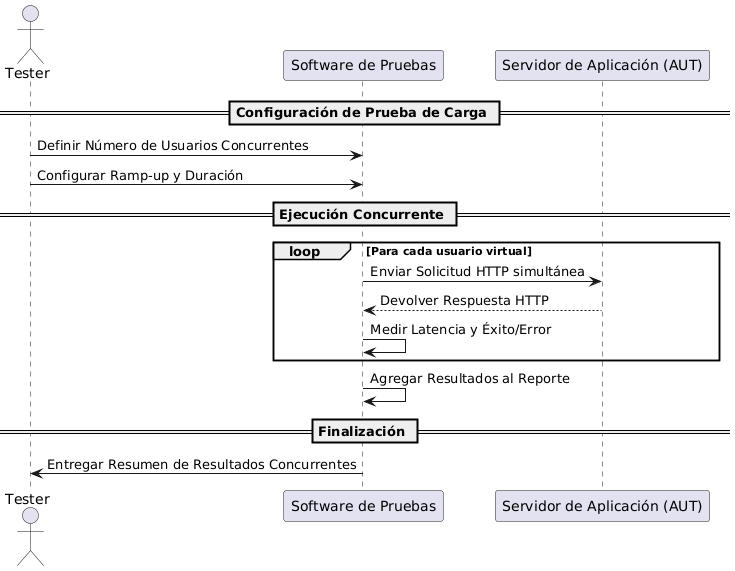 Tester
Software de Pruebas
Servidor de Aplicación (AUT)
Configuración de Prueba de Carga
Definir Número de Usuarios Concurrentes
Configurar Ramp-up y Duración
Ejecución Concurrente
loop
[Para cada usuario virtual]
Enviar Solicitud HTTP simultánea
Devolver Respuesta HTTP
Medir Latencia y Éxito/Error
Agregar Resultados al Reporte
Finalización
Entregar Resumen de Resultados Concurrentes
Tester
Software de Pruebas
Servidor de Aplicación (AUT)